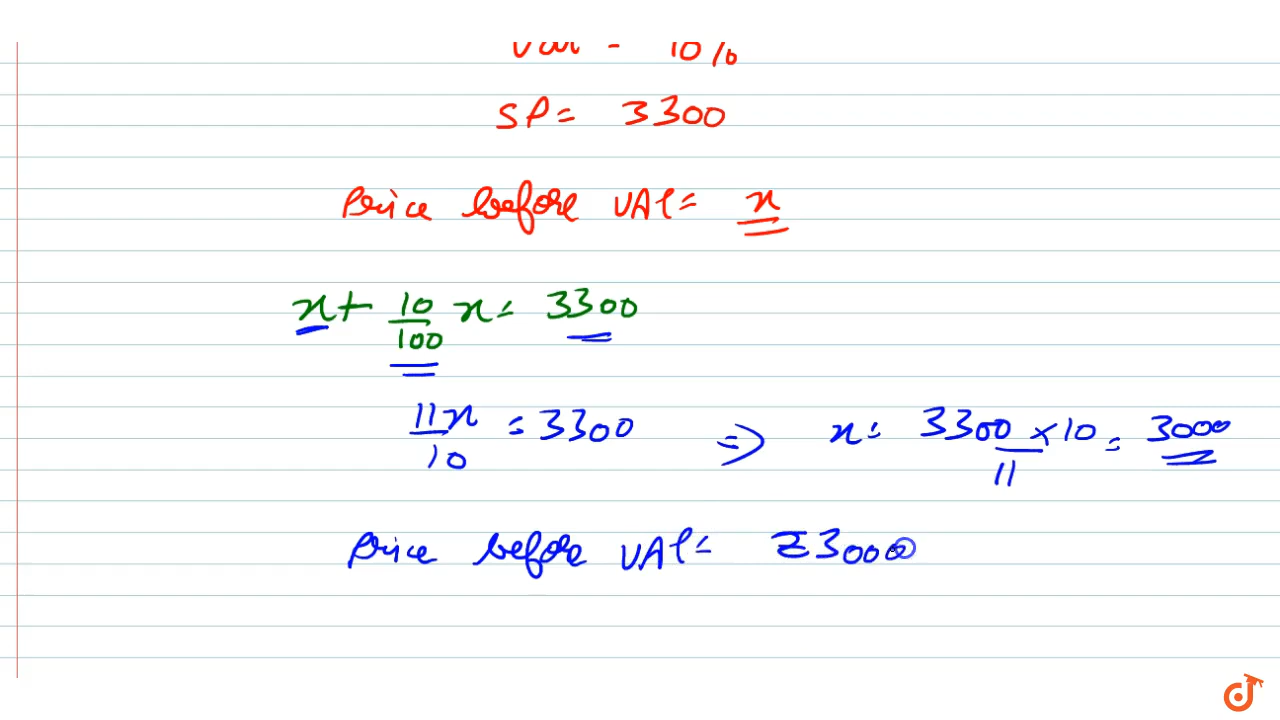 Vat = 10%
SP = 3300
Price before VAT = x
x + 10/100 x = 3300
11x/10 = 3300 ⇒ x = 3300 × 10/11 = 3000
Price before VAT = ₹3000